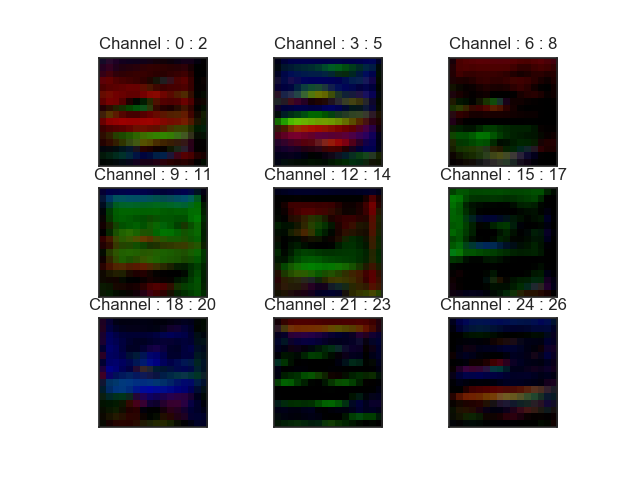 Channel : 0 : 2 Channel : 3 : 5 Channel : 6 : 8
Channel : 9 : 11 Channel : 12 : 14 Channel : 15 : 17
Channel : 18 : 20 Channel : 21 : 23 Channel : 24 : 26